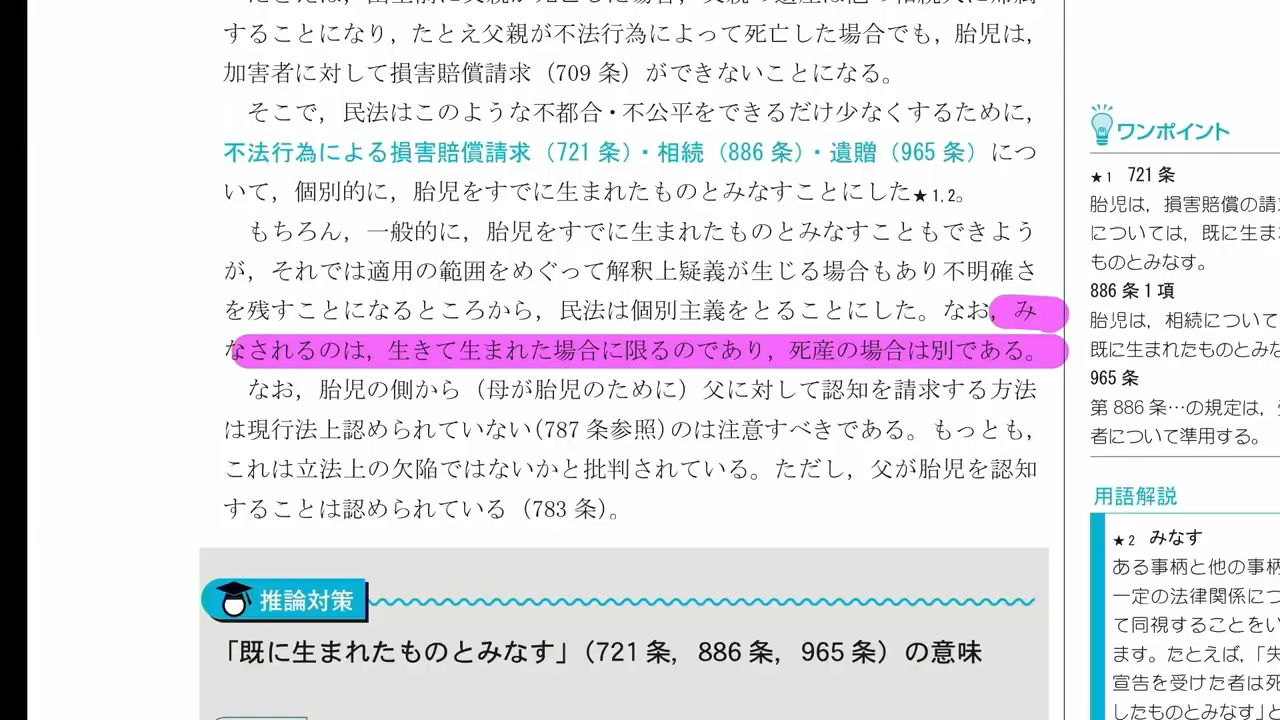 することになり，たとえ父親が不法行為によって死亡した場合でも，胎児は，
加害者に対して損害賠償請求（709 条）ができないことになる。
そこで，民法はこのような不都合・不公平をできるだけ少なくするために，
不法行為による損害賠償請求（721 条）・相続（886 条）・遺贈（965 条）につ
いて，個別的に，胎児をすでに生まれたものとみなすことにした★1, 2。
もちろん，一般的に，胎児をすでに生まれたものとみなすこともできよう
が，それでは適用の範囲をめぐって解釈上疑義が生じる場合もあり不明確さ
を残すことになるところから，民法は個別主義をとることにした。なお，み
なされるのは，生きて生まれた場合に限るのであり，死産の場合は別である。
なお，胎児の側から（母が胎児のために）父に対して認知を請求する方法
は現行法上認められていない(787 条参照)のは注意すべきである。もっとも，
これは立法上の欠陥ではないかと批判されている。ただし，父が胎児を認知
することは認められている（783 条）。
推論対策
「既に生まれたものとみなす」（721 条，886 条，965 条）の意味
ワンポイント
★1 721 条
胎児は，損害賠償の請
については，既に生ま
ものとみなす。
886 条 1 項
胎児は，相続について
既に生まれたものとみな
965 条
第 886 条…の規定は，
者について準用する。
用語解説
★2 みなす
ある事柄と他の事柄
一定の法律関係につ
て同視することをい
ます。たとえば，「失
宣告を受けた者は死
したものとみなす」と